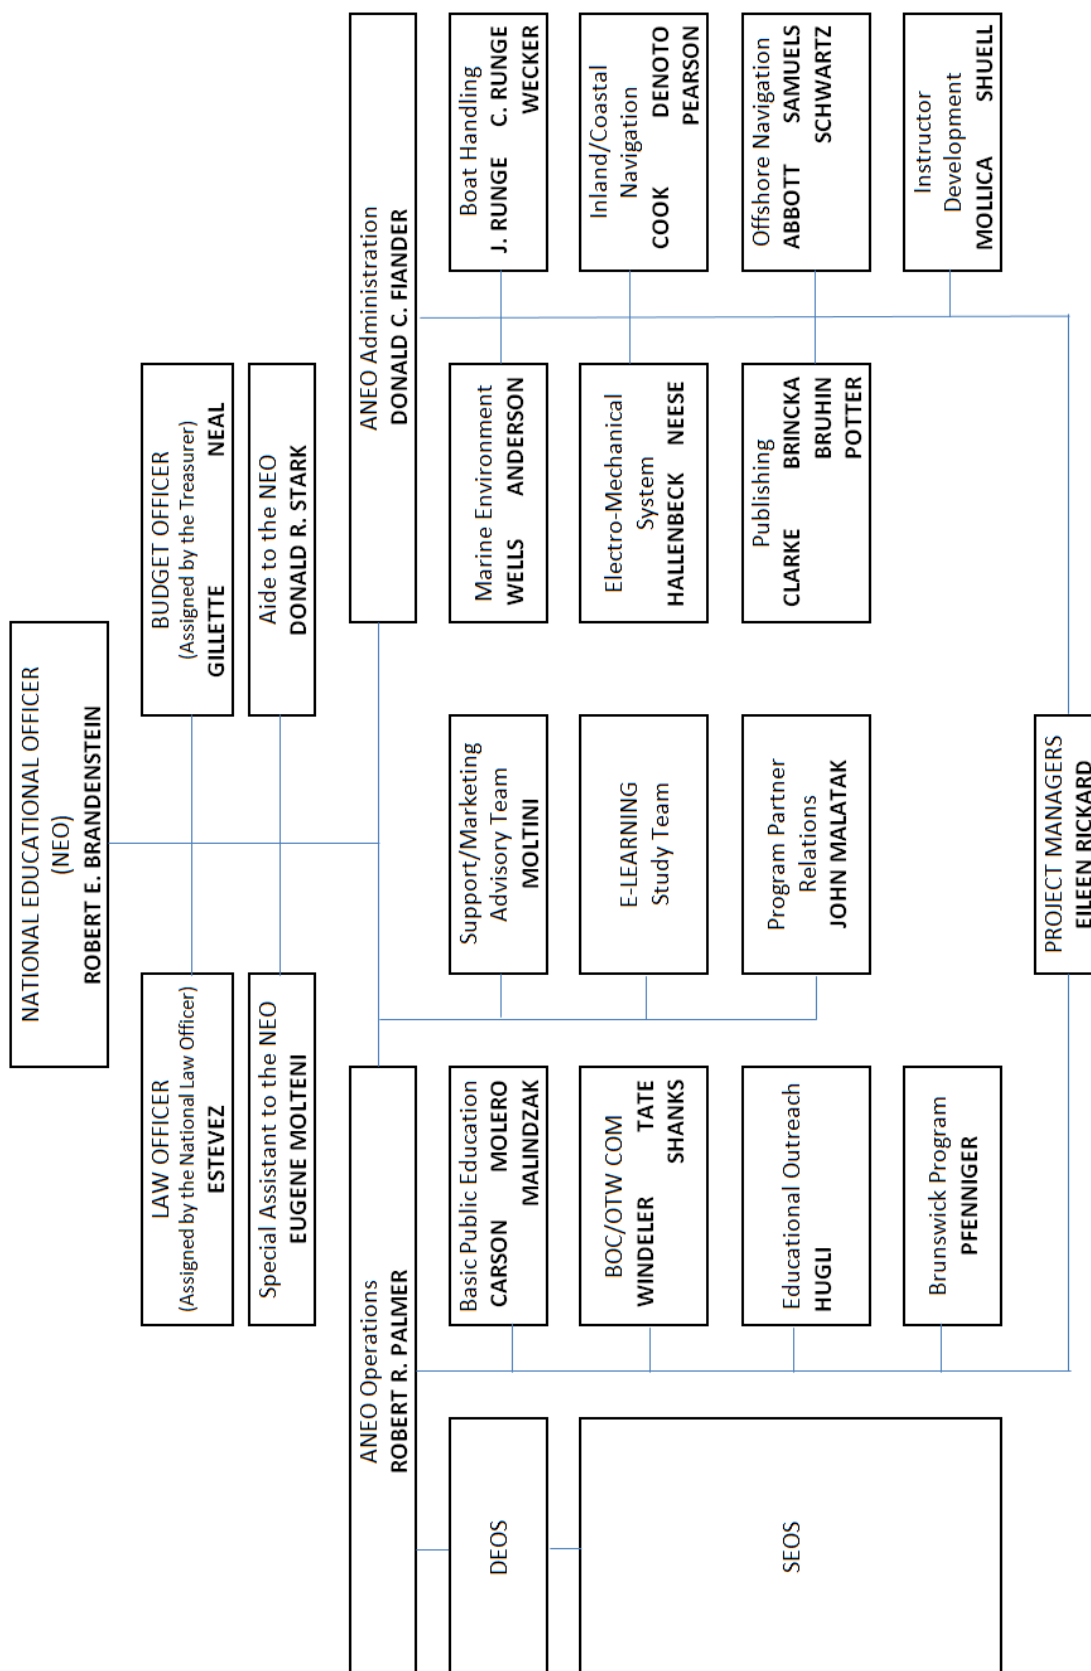 NATIONAL EDUCATIONAL OFFICER
(NEO)
ROBERT E. BRANDENSTEIN
LAW OFFICER
(Assigned by the National Law Officer)
ESTEVEZ
BUDGET OFFICER
(Assigned by the Treasurer)
GILLETTE NEAL
Special Assistant to the NEO
EUGENE MOLTENI
Aide to the NEO
DONALD R. STARK
ANEO Operations
ROBERT R. PALMER
ANEO Administration
DONALD C. FIANDER
DEOS
Basic Public Education
CARSON MOLERO
MALINDZAK
Support/Marketing
Advisory Team
MOLTINI
Marine Environment
WELLS ANDERSON
Boat Handling
J. RUNGE C. RUNGE
WECKER
SEOS
BOC/OTW COM
WINDELER TATE
SHANKS
E-LEARNING
Study Team
Electro-Mechanical
System
HALLENBECK NEESE
Inland/Coastal
Navigation
COOK DENOTO
PEARSON
Educational Outreach
HUGLI
Program Partner
Relations
JOHN MALATAK
Publishing
CLARKE BRINCKA
BRUHIN
POTTER
Offshore Navigation
ABBOTT SAMUELS
SCHWARTZ
Brunswick Program
PFENNIGER
Instructor
Development
MOLLICA SHUELL
PROJECT MANAGERS
EILEEN RICKARD